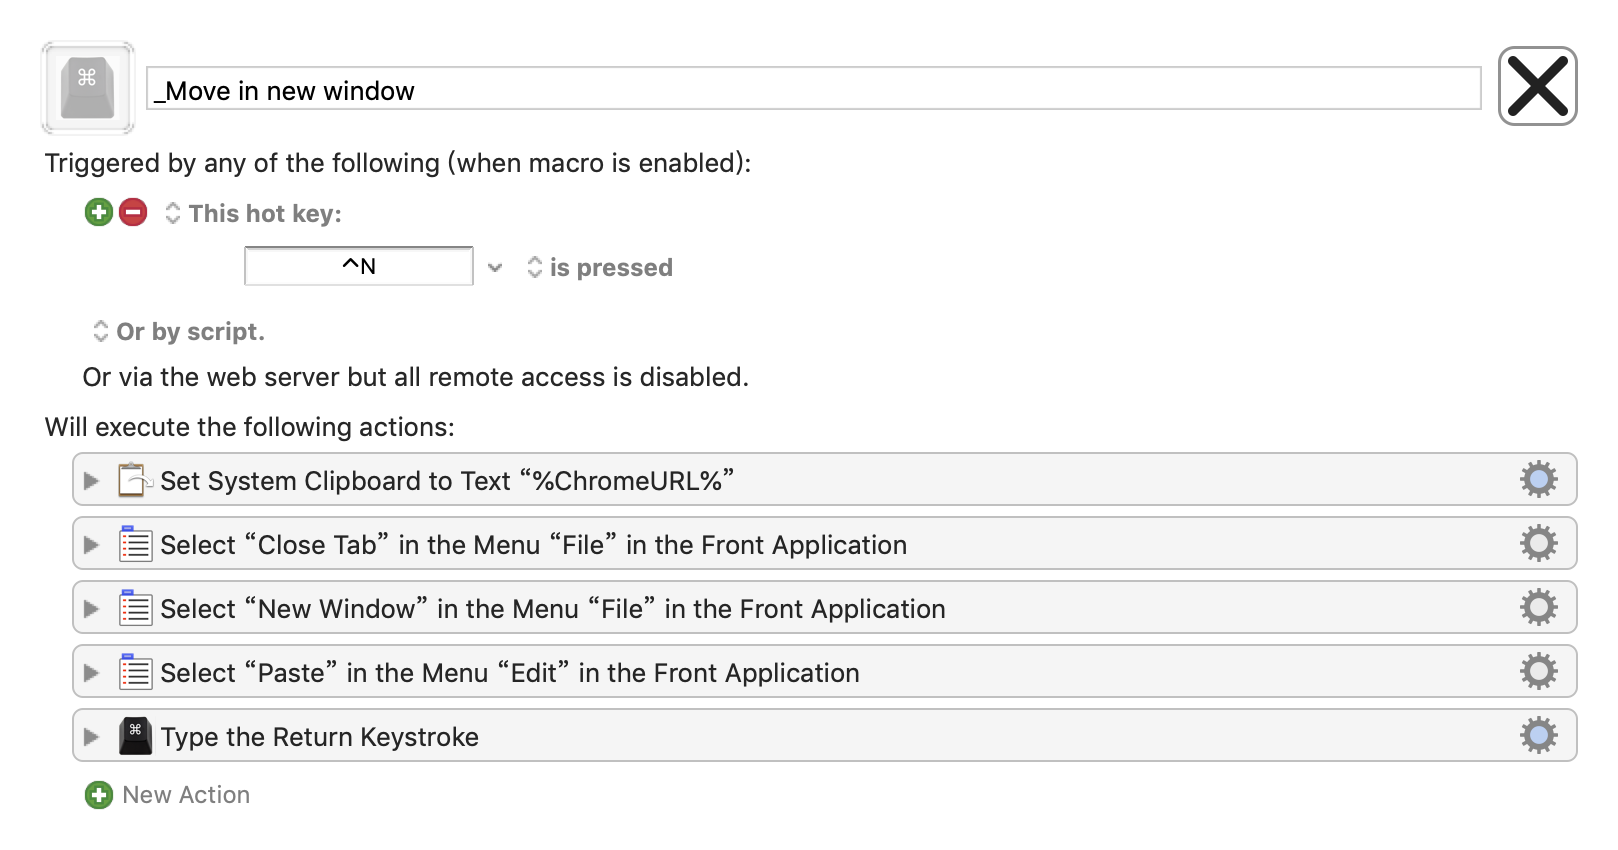 ⌘
_Move in new window
Triggered by any of the following (when macro is enabled):
This hot key:
^N
is pressed
Or by script.
Or via the web server but all remote access is disabled.
Will execute the following actions:
Set System Clipboard to Text “%ChromeURL%”
Select “Close Tab” in the Menu “File” in the Front Application
Select “New Window” in the Menu “File” in the Front Application
Select “Paste” in the Menu “Edit” in the Front Application
⌘
Type the Return Keystroke
New Action